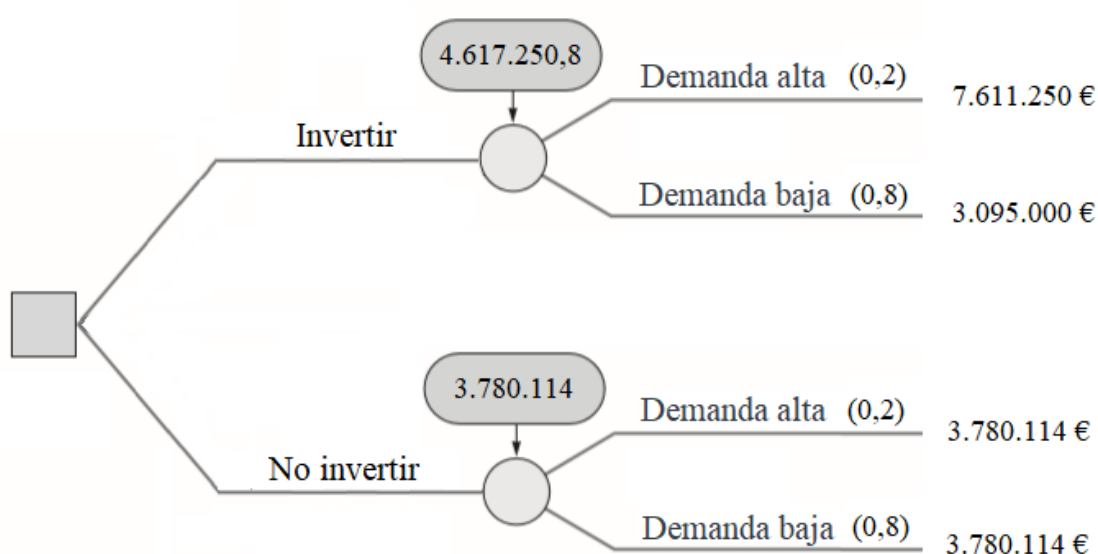 4.617.250,8
Demanda alta (0,2)
7.611.250 €
Invertir
Demanda baja (0,8)
3.095.000 €
3.780.114
Demanda alta (0,2)
3.780.114 €
No invertir
Demanda baja (0,8)
3.780.114 €